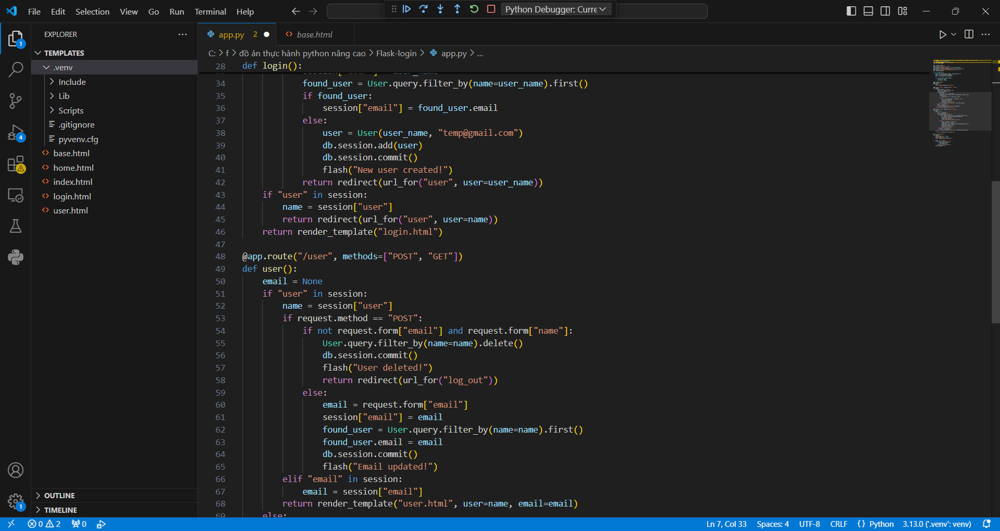 File Edit Selection View Go Run Terminal Help
Python Debugger: Curre
EXPLORER
TEMPLATES
.venv
Include
Lib
Scripts
.gitignore
pyvenv.cfg
base.html
home.html
index.html
login.html
user.html
OUTLINE
TIMELINE
1
4
1
app.py 2
base.html
C: > f > đồ án thực hành python nâng cao > Flask-login > app.py > ...
28 def login():
34 found_user = User.query.filter_by(name=user_name).first()
35 if found_user:
36 session["email"] = found_user.email
37 else:
38 user = User(user_name, "temp@gmail.com")
39 db.session.add(user)
40 db.session.commit()
41 flash("New user created!")
42 return redirect(url_for("user", user=user_name))
43 if "user" in session:
44 name = session["user"]
45 return redirect(url_for("user", user=name))
46 return render_template("login.html")
47
48 @app.route("/user", methods=["POST", "GET"])
49 def user():
50 email = None
51 if "user" in session:
52 name = session["user"]
53 if request.method == "POST":
54 if not request.form["email"] and request.form["name"]:
55 User.query.filter_by(name=name).delete()
56 db.session.commit()
57 flash("User deleted!")
58 return redirect(url_for("log_out"))
59 else:
60 email = request.form["email"]
61 session["email"] = email
62 found_user = User.query.filter_by(name=name).first()
63 found_user.email = email
64 db.session.commit()
65 flash("Email updated!")
66 elif "email" in session:
67 email = session["email"]
68 return render_template("user.html", user=name, email=email)
69 else:
0 2 0
Ln 7, Col 33 Spaces: 4 UTF-8 CRLF {} Python 3.13.0 ('.venv': venv)